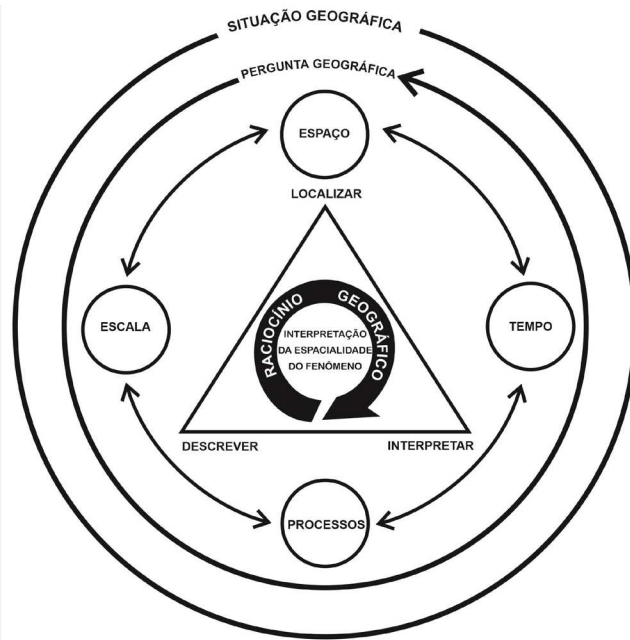 SITUAÇÃO GEOGRÁFICA
PERGUNTA GEOGRÁFICA
ESPAÇO
LOCALIZAR
ESCALA
TEMPO
RACIOCÍNIO GEOGRÁFICO
INTERPRETAÇÃO
DA ESPACIALIDADE
DO FENÔMENO
DESCREVER
INTERPRETAR
PROCESSOS